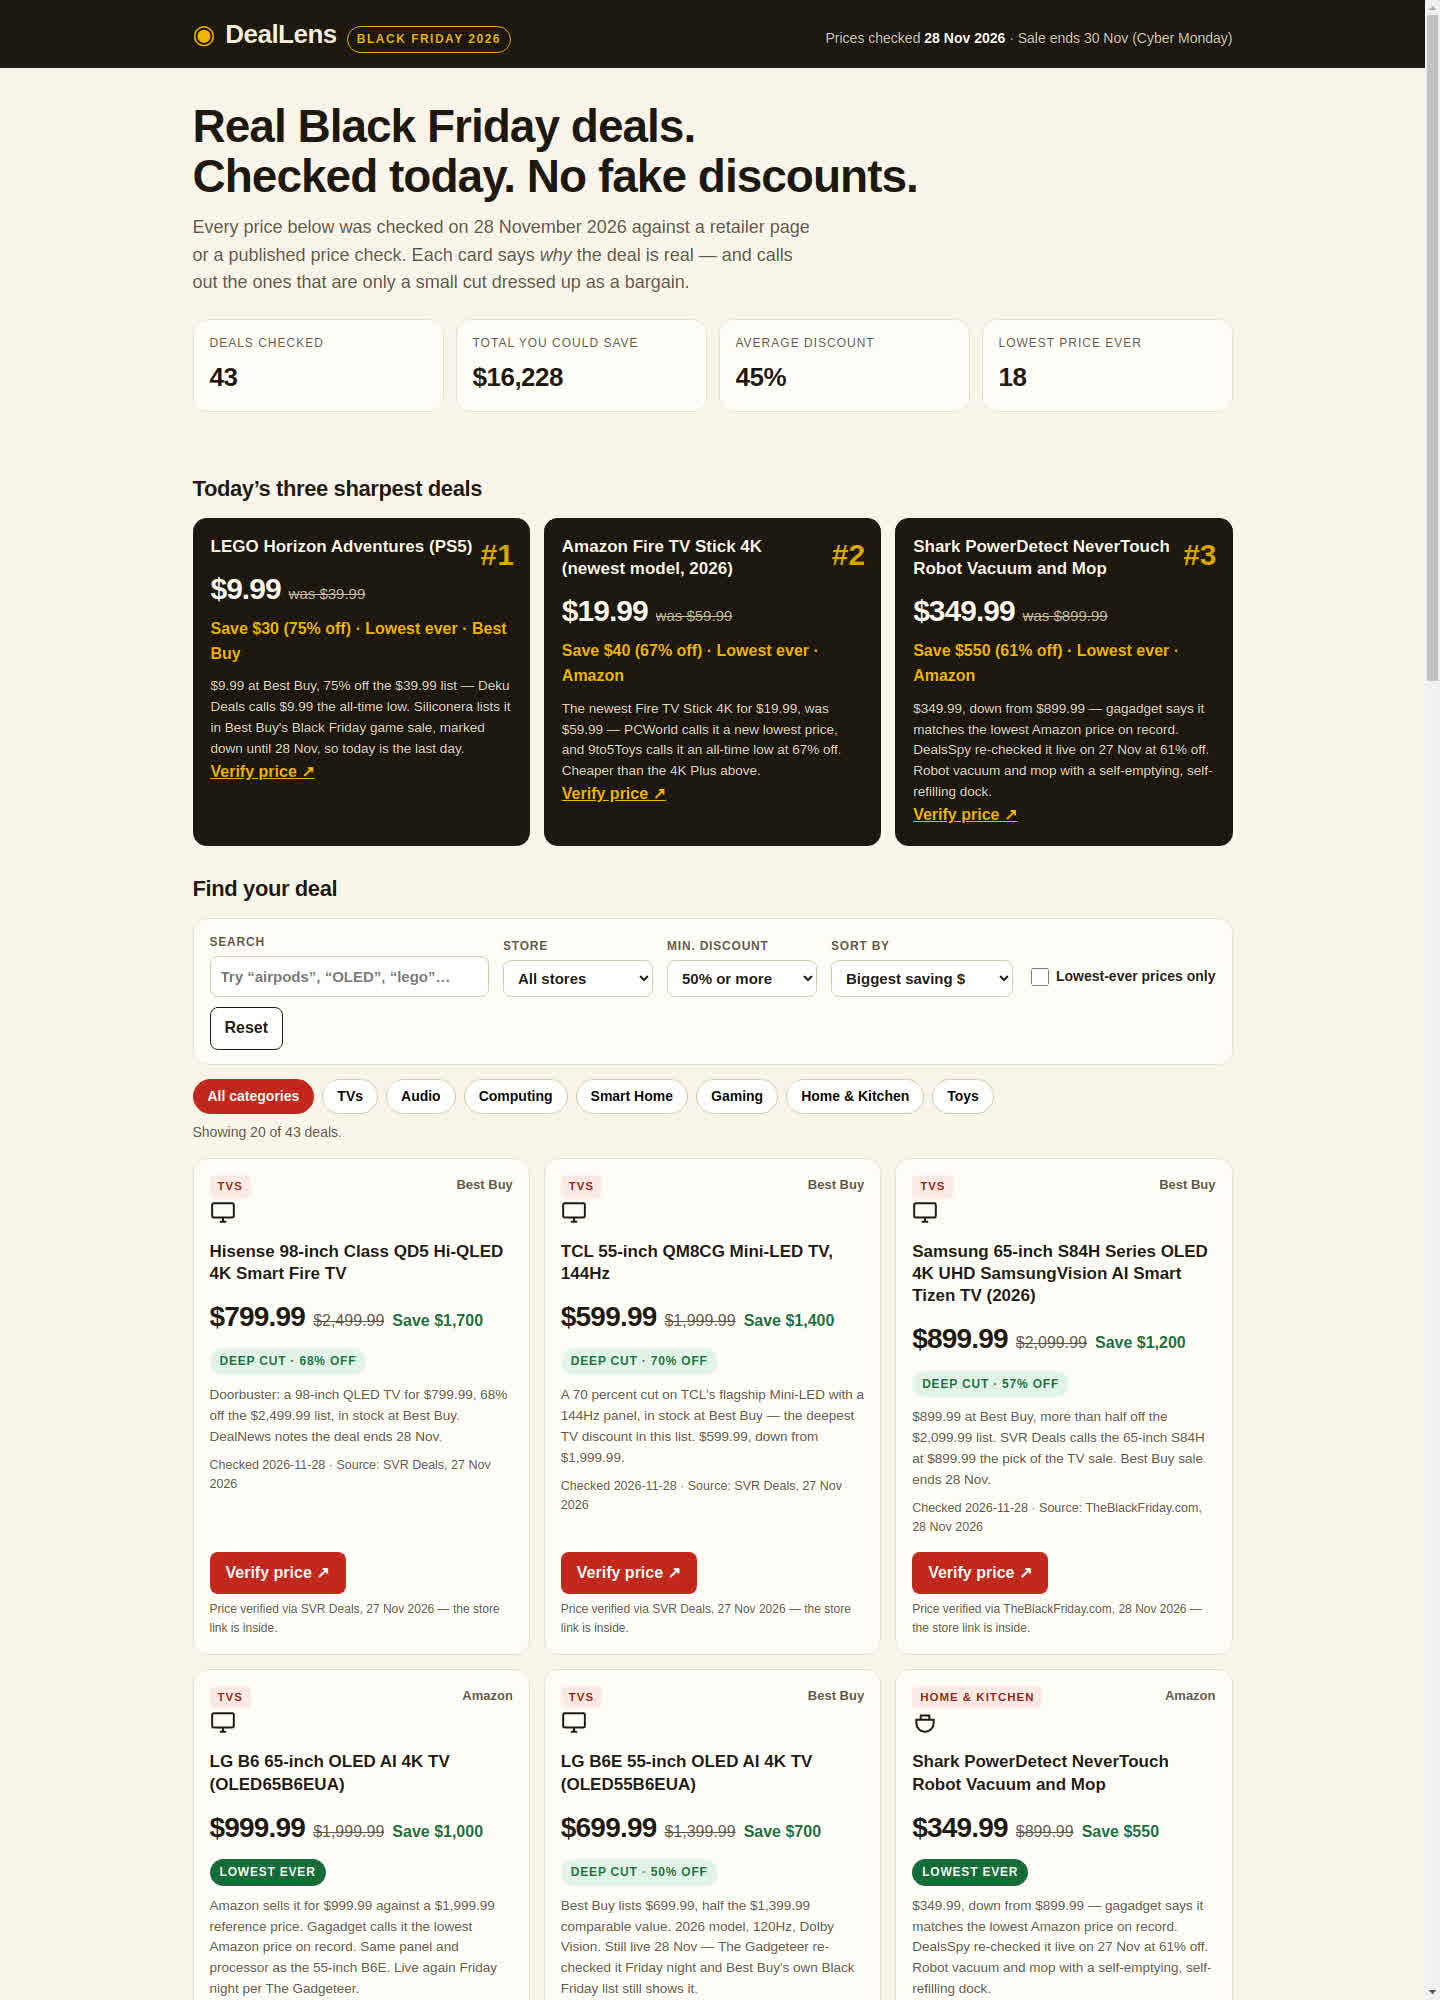 ◉ DealLens BLACK FRIDAY 2026
Prices checked 28 Nov 2026 · Sale ends 30 Nov (Cyber Monday)
Real Black Friday deals.
Checked today. No fake discounts.
Every price below was checked on 28 November 2026 against a retailer page
or a published price check. Each card says why the deal is real — and calls
out the ones that are only a small cut dressed up as a bargain.
DEALS CHECKED
43
TOTAL YOU COULD SAVE
$16,228
AVERAGE DISCOUNT
45%
LOWEST PRICE EVER
18
Today’s three sharpest deals
LEGO Horizon Adventures (PS5)
#1
$9.99 was $39.99
Save $30 (75% off) · Lowest ever · Best
Buy
$9.99 at Best Buy, 75% off the $39.99 list — Deku
Deals calls $9.99 the all-time low. Siliconera lists it
in Best Buy's Black Friday game sale, marked
down until 28 Nov, so today is the last day.
Verify price ↗
Amazon Fire TV Stick 4K
(newest model, 2026)
#2
$19.99 was $59.99
Save $40 (67% off) · Lowest ever ·
Amazon
The newest Fire TV Stick 4K for $19.99, was
$59.99 — PCWorld calls it a new lowest price,
and 9to5Toys calls it an all-time low at 67% off.
Cheaper than the 4K Plus above.
Verify price ↗
Shark PowerDetect NeverTouch
Robot Vacuum and Mop
#3
$349.99 was $899.99
Save $550 (61% off) · Lowest ever ·
Amazon
$349.99, down from $899.99 — gagadget says it
matches the lowest Amazon price on record.
DealsSpy re-checked it live on 27 Nov at 61% off.
Robot vacuum and mop with a self-emptying, self-
refilling dock.
Verify price ↗
Find your deal
SEARCH
Try “airpods”, “OLED”, “lego”…
STORE
All stores
MIN. DISCOUNT
50% or more
SORT BY
Biggest saving $
Lowest-ever prices only
Reset
All categories
TVs
Audio
Computing
Smart Home
Gaming
Home & Kitchen
Toys
Showing 20 of 43 deals.
TVS
Best Buy
Hisense 98-inch Class QD5 Hi-QLED
4K Smart Fire TV
$799.99 $2,499.99 Save $1,700
DEEP CUT · 68% OFF
Doorbuster: a 98-inch QLED TV for $799.99, 68%
off the $2,499.99 list, in stock at Best Buy.
DealNews notes the deal ends 28 Nov.
Checked 2026-11-28 · Source: SVR Deals, 27 Nov
2026
Verify price ↗
Price verified via SVR Deals, 27 Nov 2026 — the store
link is inside.
TVS
Best Buy
TCL 55-inch QM8CG Mini-LED TV,
144Hz
$599.99 $1,999.99 Save $1,400
DEEP CUT · 70% OFF
A 70 percent cut on TCL's flagship Mini-LED with a
144Hz panel, in stock at Best Buy — the deepest
TV discount in this list. $599.99, down from
$1,999.99.
Checked 2026-11-28 · Source: SVR Deals, 27 Nov
2026
Verify price ↗
Price verified via SVR Deals, 27 Nov 2026 — the store
link is inside.
TVS
Best Buy
Samsung 65-inch S84H Series OLED
4K UHD SamsungVision AI Smart
Tizen TV (2026)
$899.99 $2,099.99 Save $1,200
DEEP CUT · 57% OFF
$899.99 at Best Buy, more than half off the
$2,099.99 list. SVR Deals calls the 65-inch S84H
at $899.99 the pick of the TV sale. Best Buy sale
ends 28 Nov.
Checked 2026-11-28 · Source: TheBlackFriday.com,
28 Nov 2026
Verify price ↗
Price verified via TheBlackFriday.com, 28 Nov 2026 —
the store link is inside.
TVS
Amazon
LG B6 65-inch OLED AI 4K TV
(OLED65B6EUA)
$999.99 $1,999.99 Save $1,000
LOWEST EVER
Amazon sells it for $999.99 against a $1,999.99
reference price. Gagadget calls it the lowest
Amazon price on record. Same panel and
processor as the 55-inch B6E. Live again Friday
night per The Gadgeteer.
TVS
Best Buy
LG B6E 55-inch OLED AI 4K TV
(OLED55B6EUA)
$699.99 $1,399.99 Save $700
DEEP CUT · 50% OFF
Best Buy lists $699.99, half the $1,399.99
comparable value. 2026 model, 120Hz, Dolby
Vision. Still live 28 Nov — The Gadgeteer re-
checked it Friday night and Best Buy's own Black
Friday list still shows it.
HOME & KITCHEN
Amazon
Shark PowerDetect NeverTouch
Robot Vacuum and Mop
$349.99 $899.99 Save $550
LOWEST EVER
$349.99, down from $899.99 — gagadget says it
matches the lowest Amazon price on record.
DealsSpy re-checked it live on 27 Nov at 61% off.
Robot vacuum and mop with a self-emptying, self-
refilling dock.